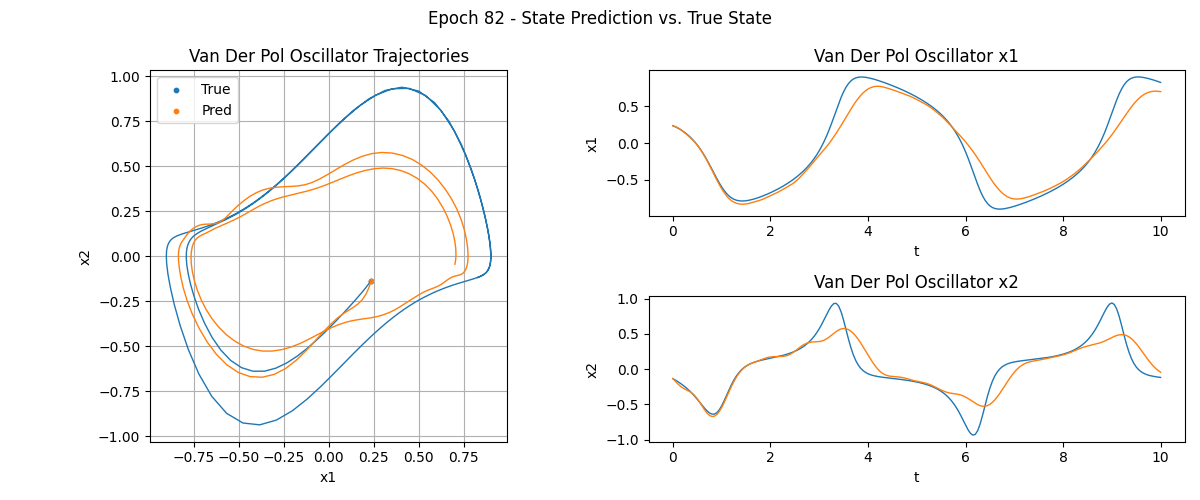 Epoch 82 - State Prediction vs. True State
Van Der Pol Oscillator Trajectories
True
Pred
1.00
0.75
0.50
0.25
0.00
−0.25
−0.50
−0.75
−1.00
x2
−0.75 −0.50 −0.25 0.00 0.25 0.50 0.75
x1
Van Der Pol Oscillator x1
0.5
0.0
−0.5
x1
0 2 4 6 8 10
t
Van Der Pol Oscillator x2
1.0
0.5
0.0
−0.5
−1.0
x2
0 2 4 6 8 10
t